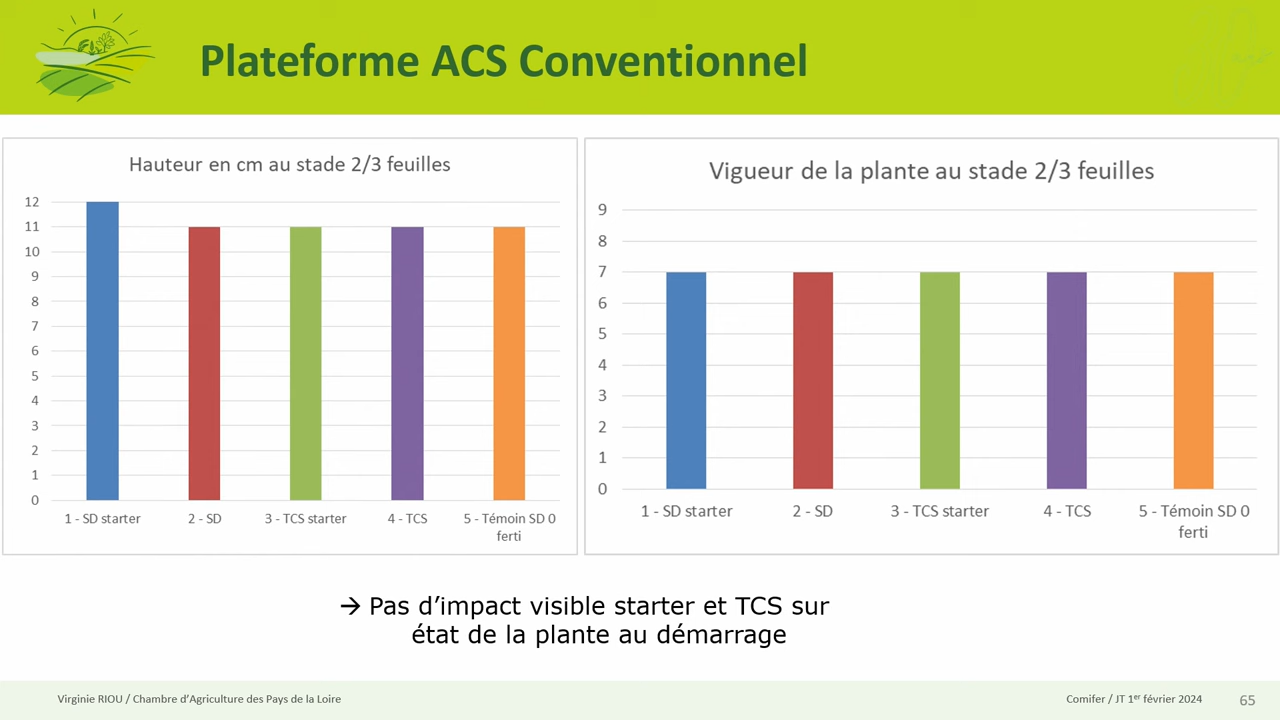 Plateforme ACS Conventionnel
Hauteur en cm au stade 2/3 feuilles
12
11
10
9
8
7
6
5
4
3
2
1
0
1 - SD starter
2 - SD
3 - TCS starter
4 - TCS
5 - Témoin SD 0
ferti
Vigueur de la plante au stade 2/3 feuilles
9
8
7
6
5
4
3
2
1
0
1 - SD starter
2 - SD
3 - TCS starter
4 - TCS
5 - Témoin SD 0
ferti
→ Pas d’impact visible starter et TCS sur
état de la plante au démarrage
Virginie RIOU / Chambre d’Agriculture des Pays de la Loire
Comifer / JT 1er février 2024
65